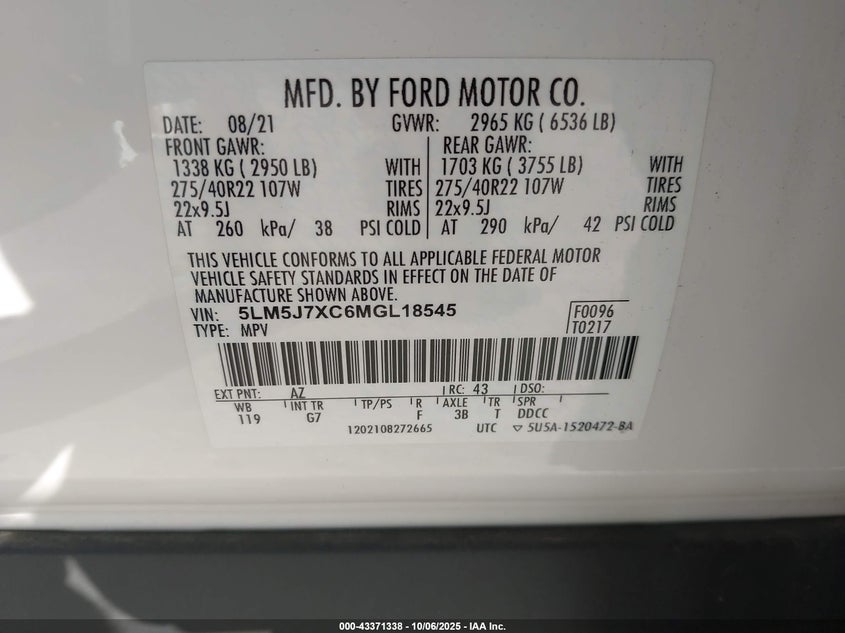 MFD. BY FORD MOTOR CO.
DATE: 08/21 GVWR: 2965 KG ( 6536 LB)
FRONT GAWR: REAR GAWR:
1338 KG ( 2950 LB) WITH 1703 KG ( 3755 LB) WITH
275/40R22 107W TIRES 275/40R22 107W TIRES
22x9.5J RIMS 22x9.5J RIMS
AT 260 kPa/ 38 PSI COLD AT 290 kPa/ 42 PSI COLD
THIS VEHICLE CONFORMS TO ALL APPLICABLE FEDERAL MOTOR
VEHICLE SAFETY STANDARDS IN EFFECT ON THE DATE OF
MANUFACTURE SHOWN ABOVE.
VIN: 5LM5J7XC6MGL18545 F0096
TYPE: MPV T0217
EXT PNT: AZ RC: 43 DSO:
WB INT TR TP/PS R AXLE TR SPR
119 G7 F 3B T DDCC
1202108272665 UTC ▽ 5U5A-1520472-BA
000-43371338 - 10/06/2025 - IAA Inc.